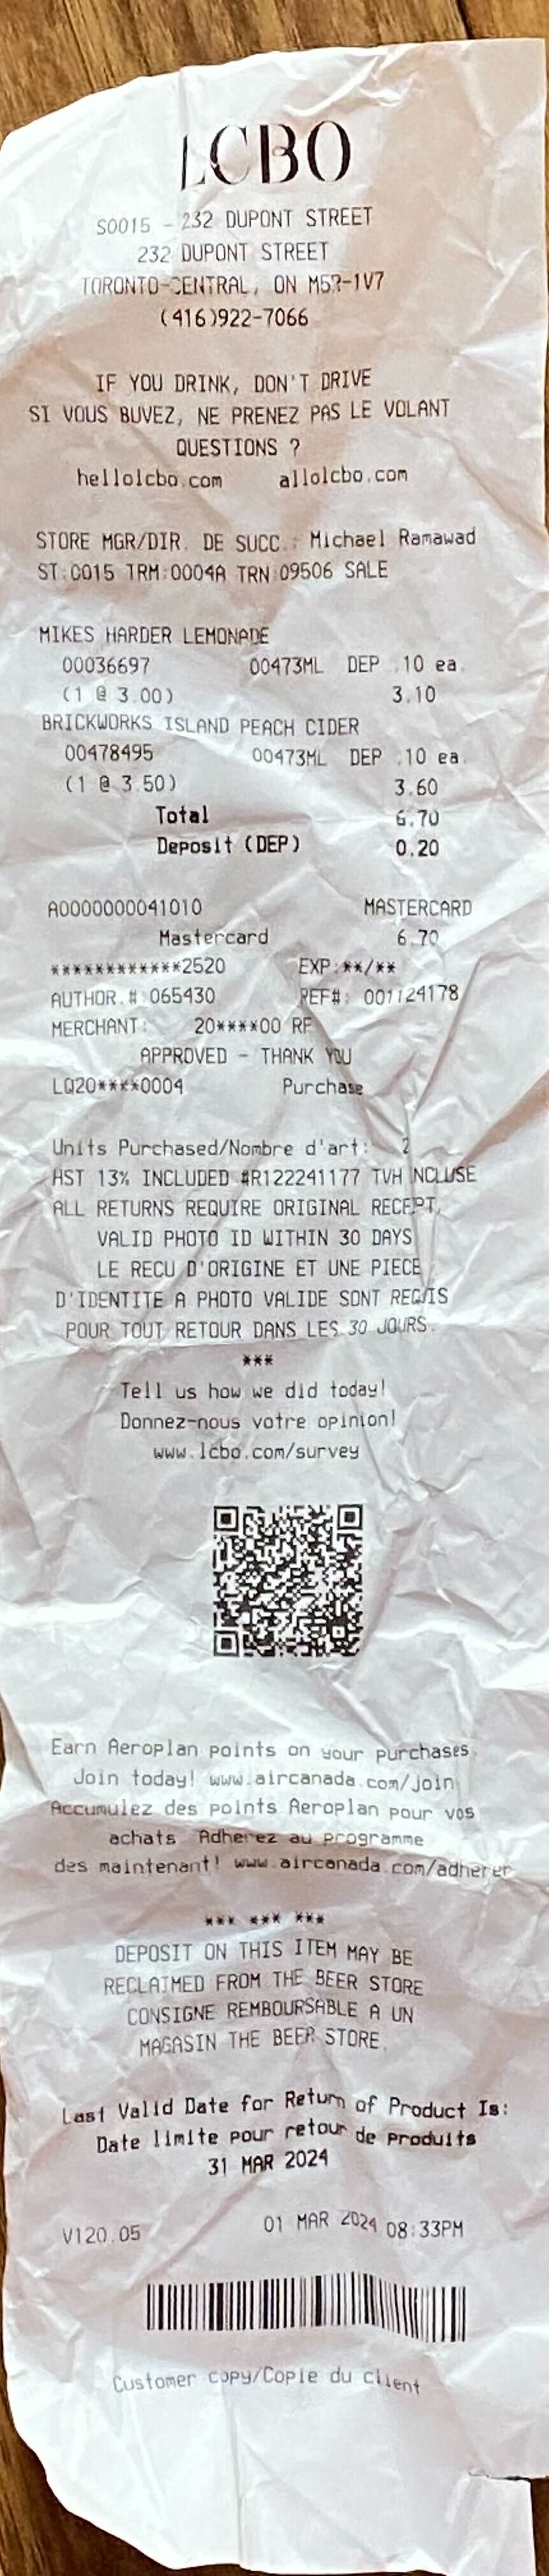 LCBO
S0015 - 232 DUPONT STREET
232 DUPONT STREET
TORONTO-CENTRAL, ON M5R-1V7
(416)922-7066
IF YOU DRINK, DON'T DRIVE
SI VOUS BUVEZ, NE PRENEZ PAS LE VOLANT
QUESTIONS ?
hellolcbo.com allolcbo.com
STORE MGR/DIR. DE SUCC.: Michael Ramawad
ST:0015 TRM:0004A TRN:09506 SALE
MIKES HARDER LEMONADE
00036697 00473ML DEP .10 ea.
(1 @ 3.00) 3.10
BRICKWORKS ISLAND PEACH CIDER
00478495 00473ML DEP .10 ea.
(1 @ 3.50) 3.60
Total 6.70
Deposit (DEP) 0.20
A0000000041010 MASTERCARD
Mastercard 6.70
************2520 EXP:**/**
AUTHOR.#:065430 REF#: 001124178
MERCHANT: 20****00 RF
APPROVED - THANK YOU
LQ20****0004 Purchase
Units Purchased/Nombre d'art: 2
HST 13% INCLUDED #R122241177 TVH INCLUSE
ALL RETURNS REQUIRE ORIGINAL RECEPT,
VALID PHOTO ID WITHIN 30 DAYS
LE RECU D'ORIGINE ET UNE PIECE
D'IDENTITE A PHOTO VALIDE SONT REQUIS
POUR TOUT RETOUR DANS LES 30 JOURS.
***
Tell us how we did today!
Donnez-nous votre opinion!
www.lcbo.com/survey
Earn Aeroplan points on your purchases.
Join today! www.aircanada.com/join
Accumulez des points Aeroplan pour vos
achats. Adherez au programme
des maintenant! www.aircanada.com/adherer
*** *** ***
DEPOSIT ON THIS ITEM MAY BE
RECLAIMED FROM THE BEER STORE
CONSIGNE REMBOURSABLE A UN
MAGASIN THE BEER STORE.
Last Valid Date for Return of Product Is:
Date limite pour retour de produits
31 MAR 2024
V120.05 01 MAR 2024 08:33PM
Customer copy/Copie du client